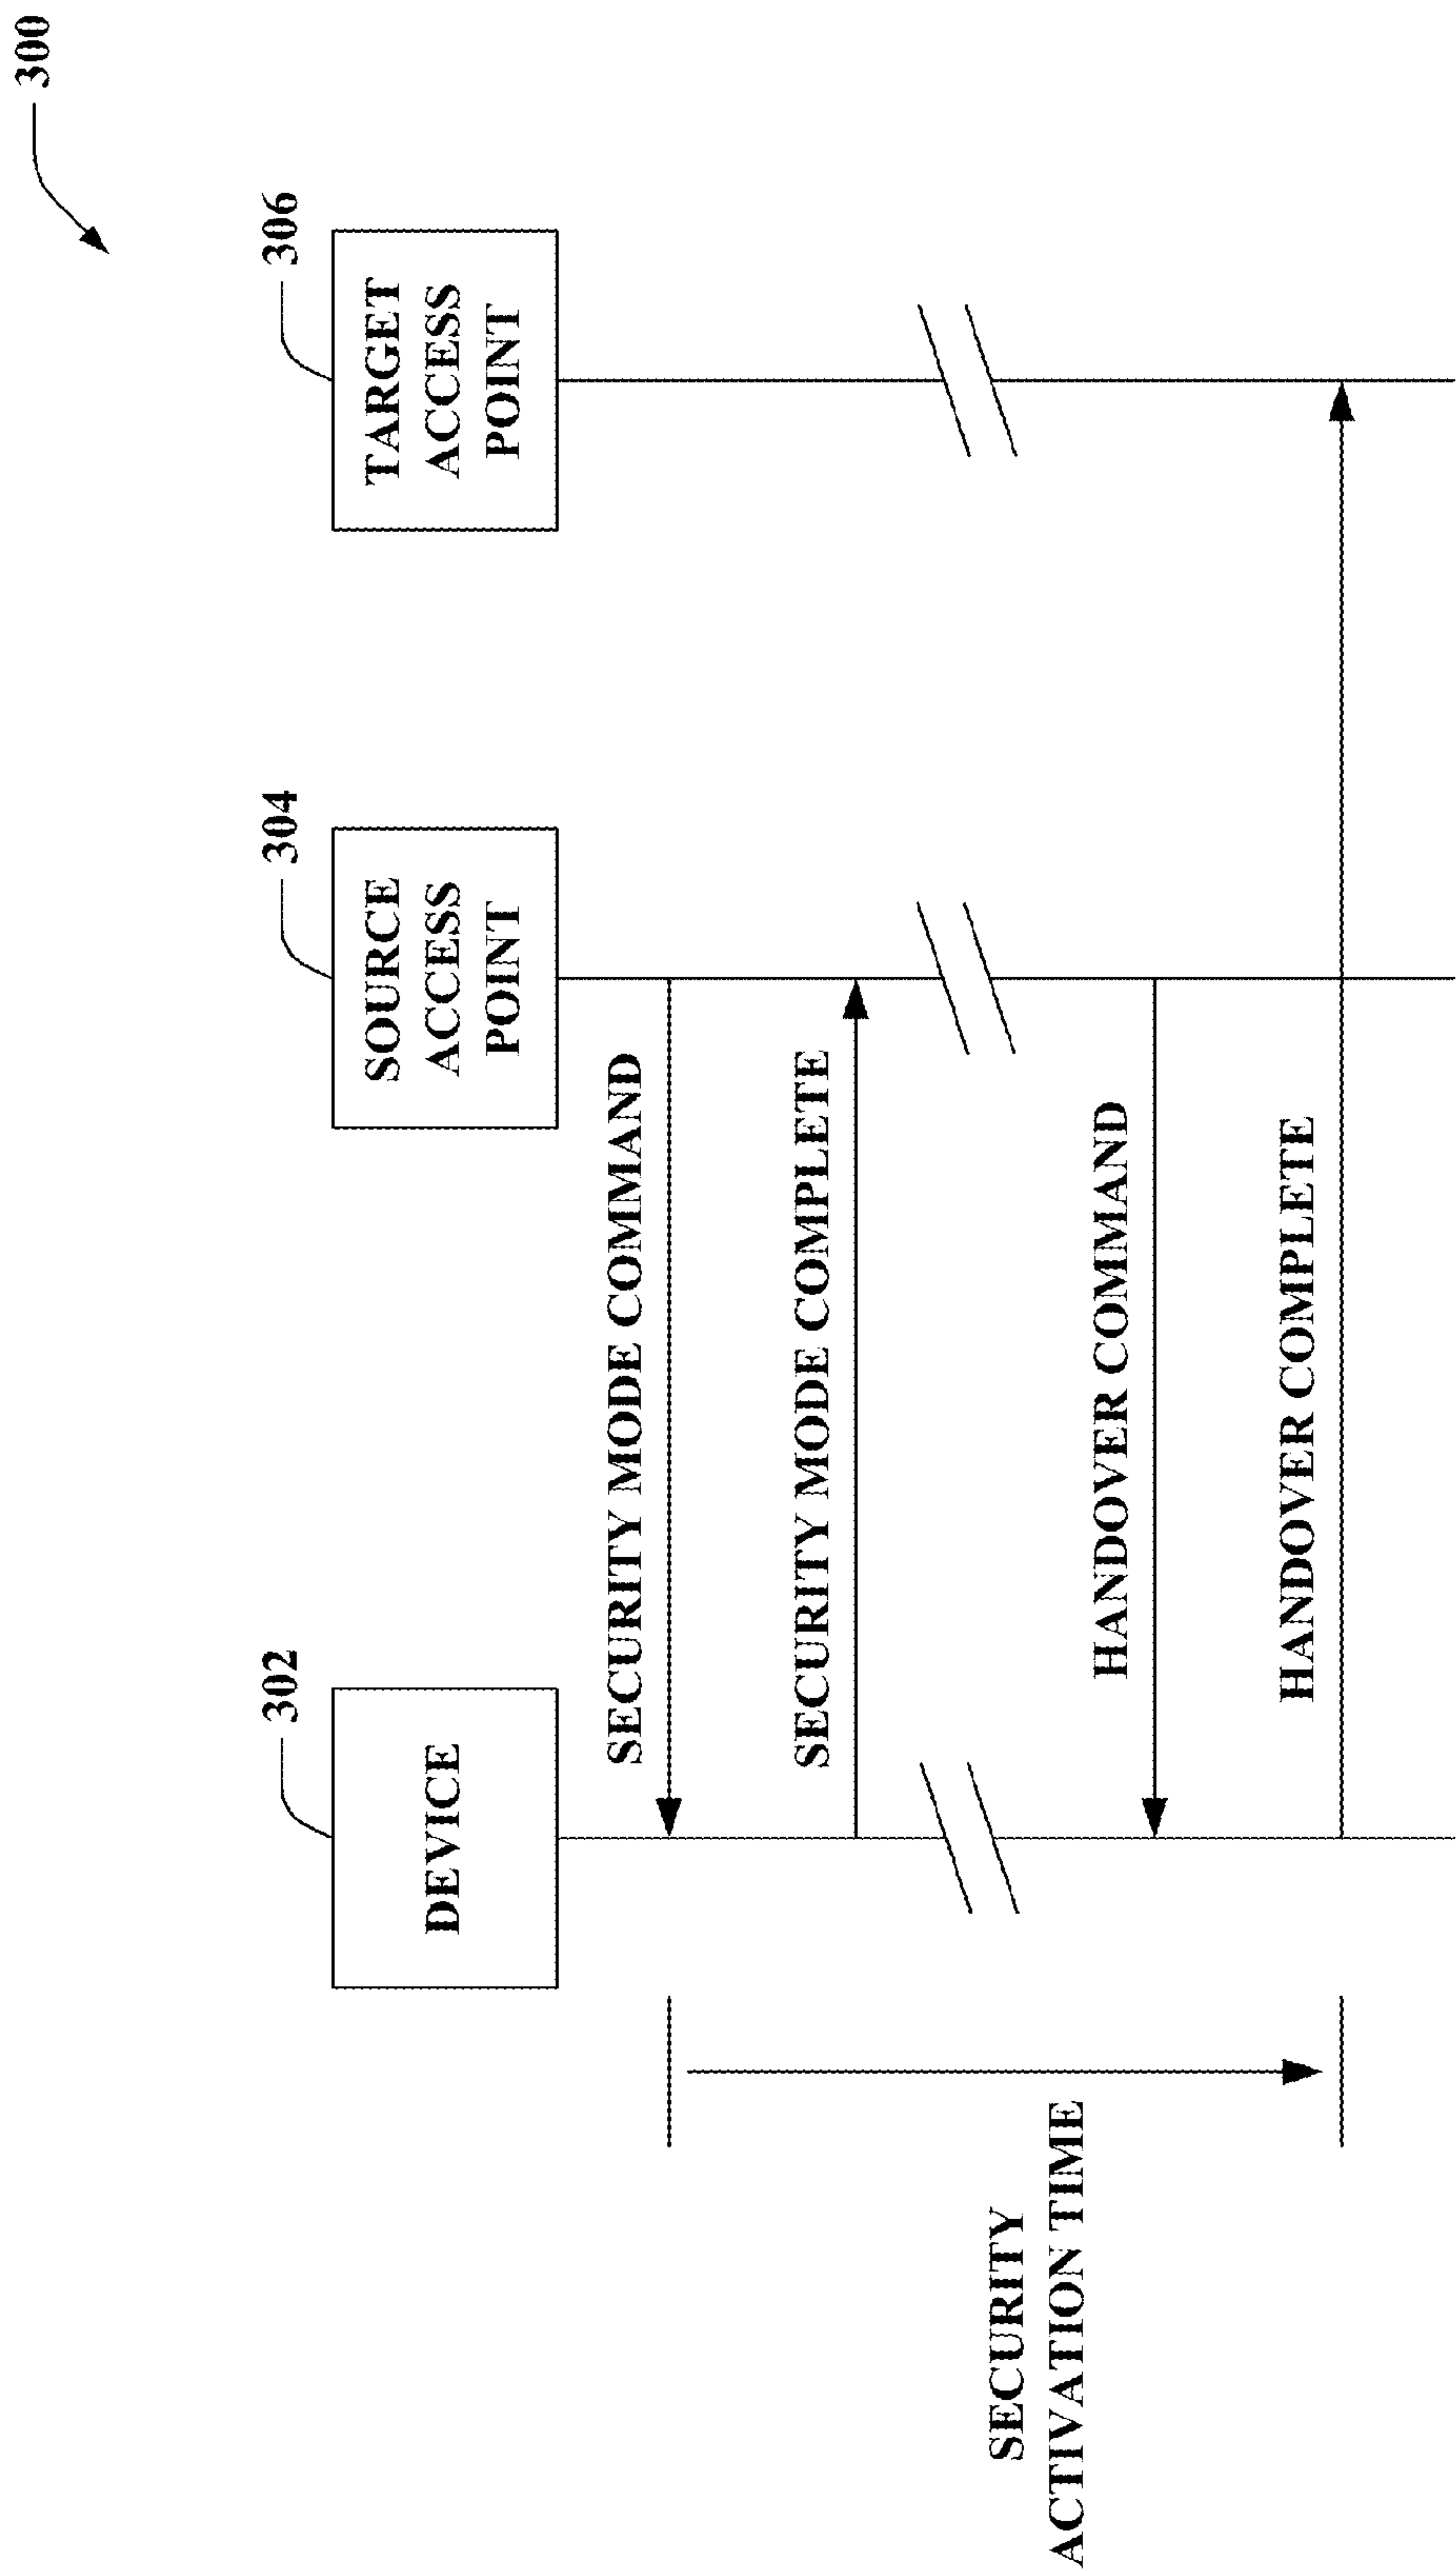 300
302
DEVICE
304
SOURCE
ACCESS
POINT
306
TARGET
ACCESS
POINT
SECURITY MODE COMMAND
SECURITY MODE COMPLETE
SECURITY
ACTIVATION TIME
HANDOVER COMMAND
HANDOVER COMPLETE